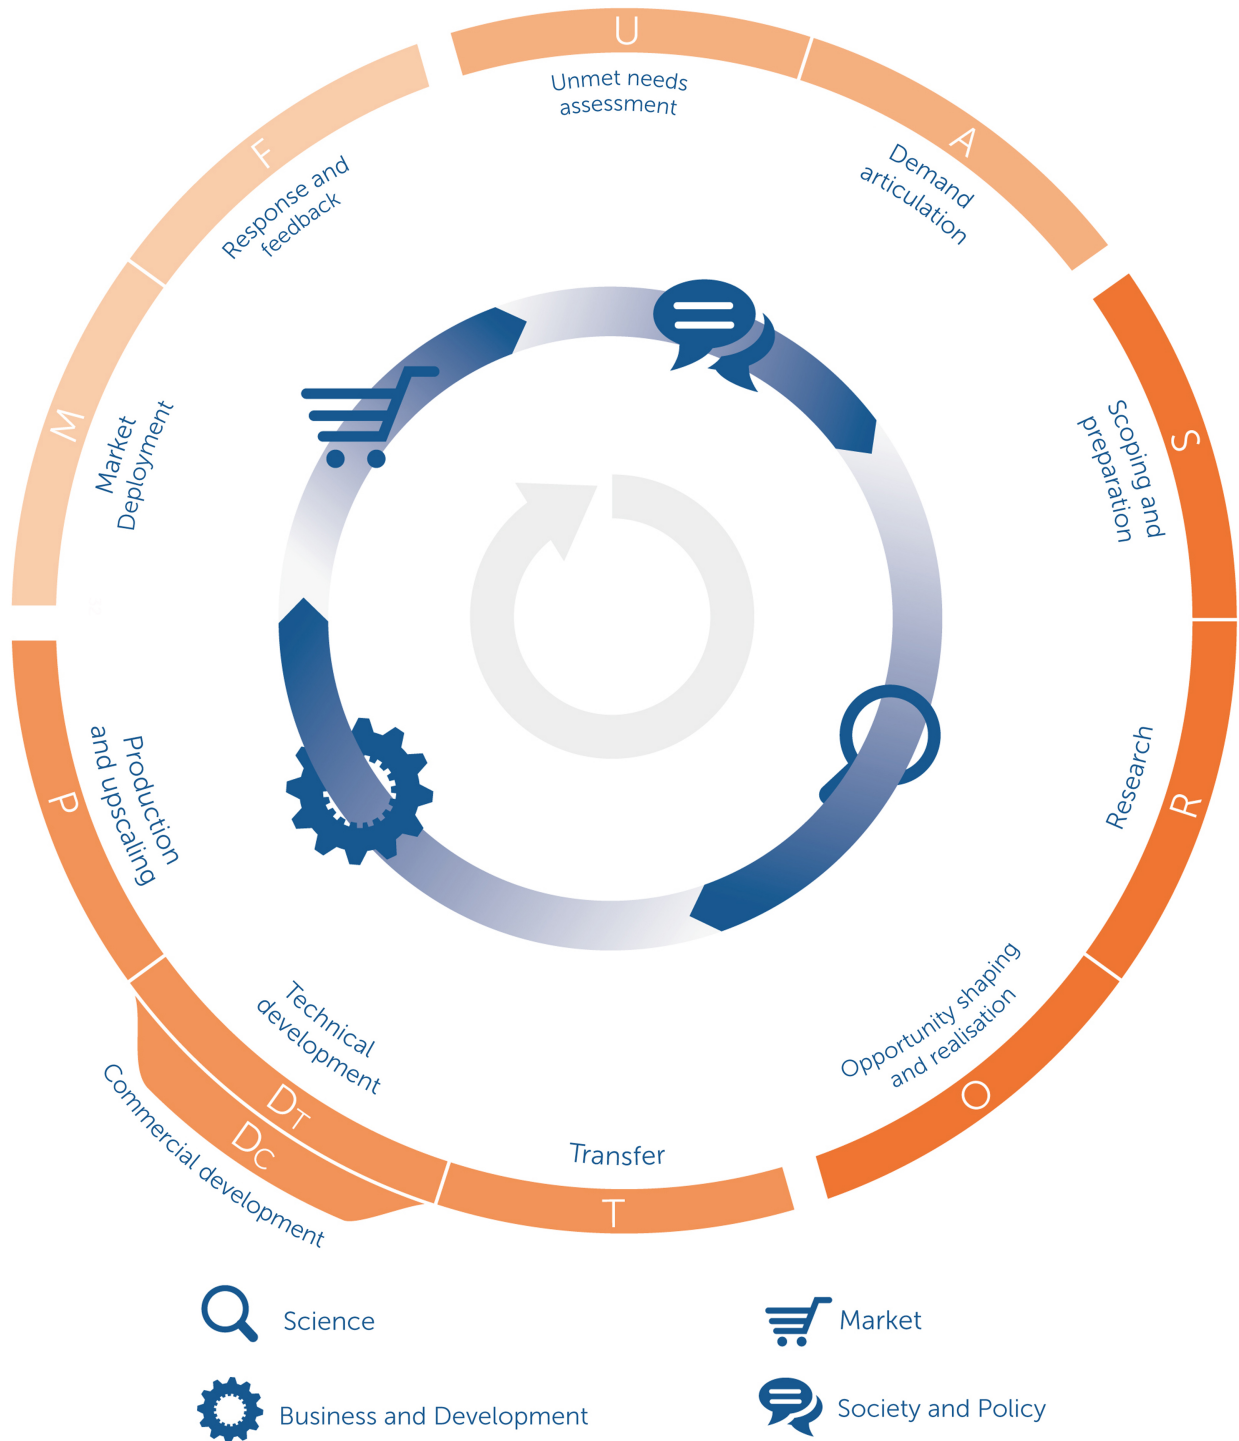 U
Unmet needs
assessment
A
Demand
articulation
S
Scoping and
preparation
R
Research
O
Opportunity shaping
and realisation
T
Transfer
DT
Technical
development
DC
Commercial development
P
Production
and upscaling
M
Market
Deployment
F
Response and
feedback
Science
Market
Business and Development
Society and Policy